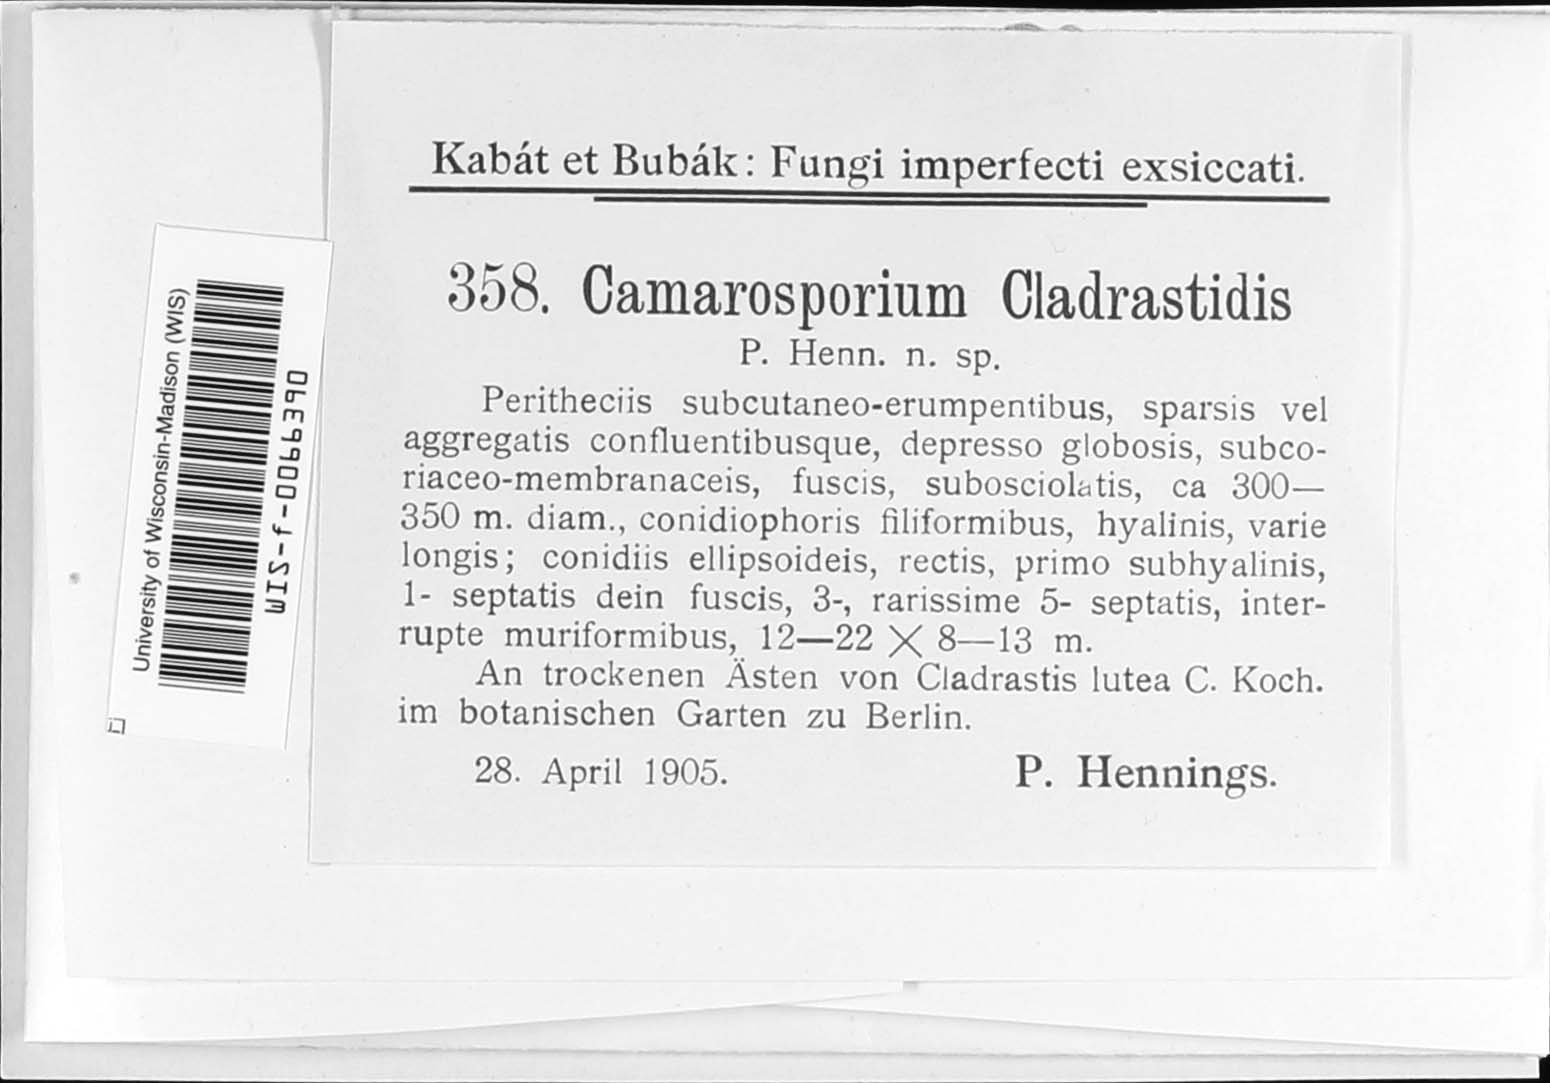 Kabát et Bubák: Fungi imperfecti exsiccati.
358. Camarosporium Cladrastidis
P. Henn. n. sp.
Peritheciis subcutaneo-erumpentibus, sparsis vel
aggregatis confluentibusque, depresso globosis, subco-
riaceo-membranaceis, fuscis, subosciolatis, ca 300—
350 m. diam., conidiophoris filiformibus, hyalinis, varie
longis; conidiis ellipsoideis, rectis, primo subhyalinis,
1- septatis dein fuscis, 3-, rarissime 5- septatis, inter-
rupte muriformibus, 12—22 X 8—13 m.
An trockenen Ästen von Cladrastis lutea C. Koch.
im botanischen Garten zu Berlin.
28. April 1905. P. Hennings.
University of Wisconsin-Madison (WIS)
WIS-f-0066390